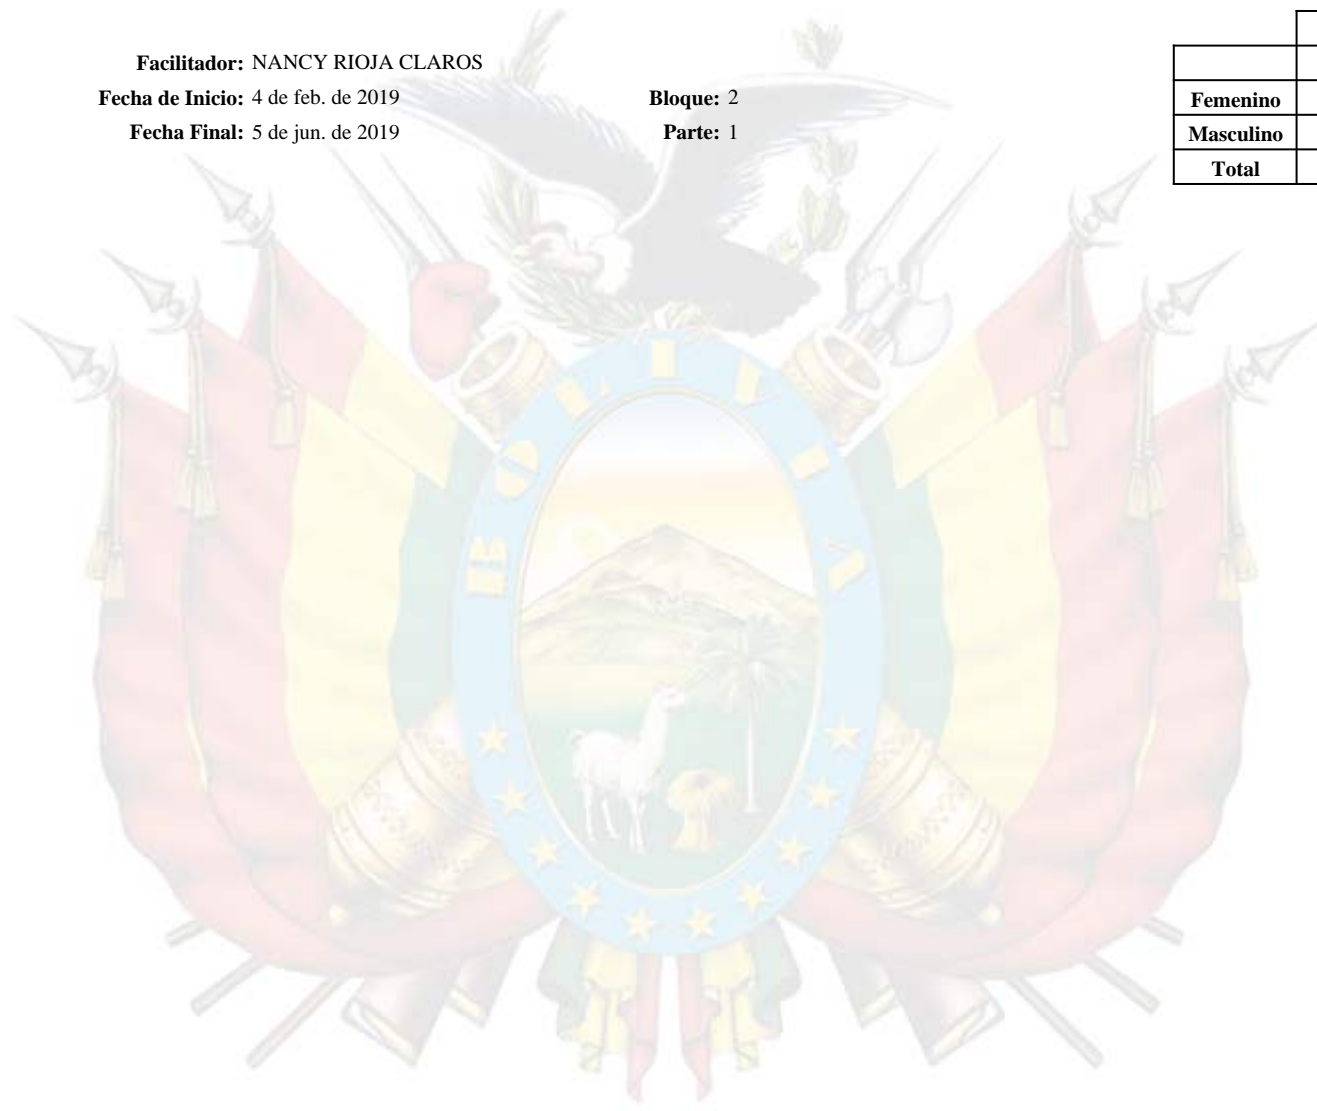 Facilitador: NANCY RIOJA CLAROS
Fecha de Inicio: 4 de feb. de 2019 Bloque: 2
Fecha Final: 5 de jun. de 2019 Parte: 1
Femenino
Masculino
Total
BOLIVIA